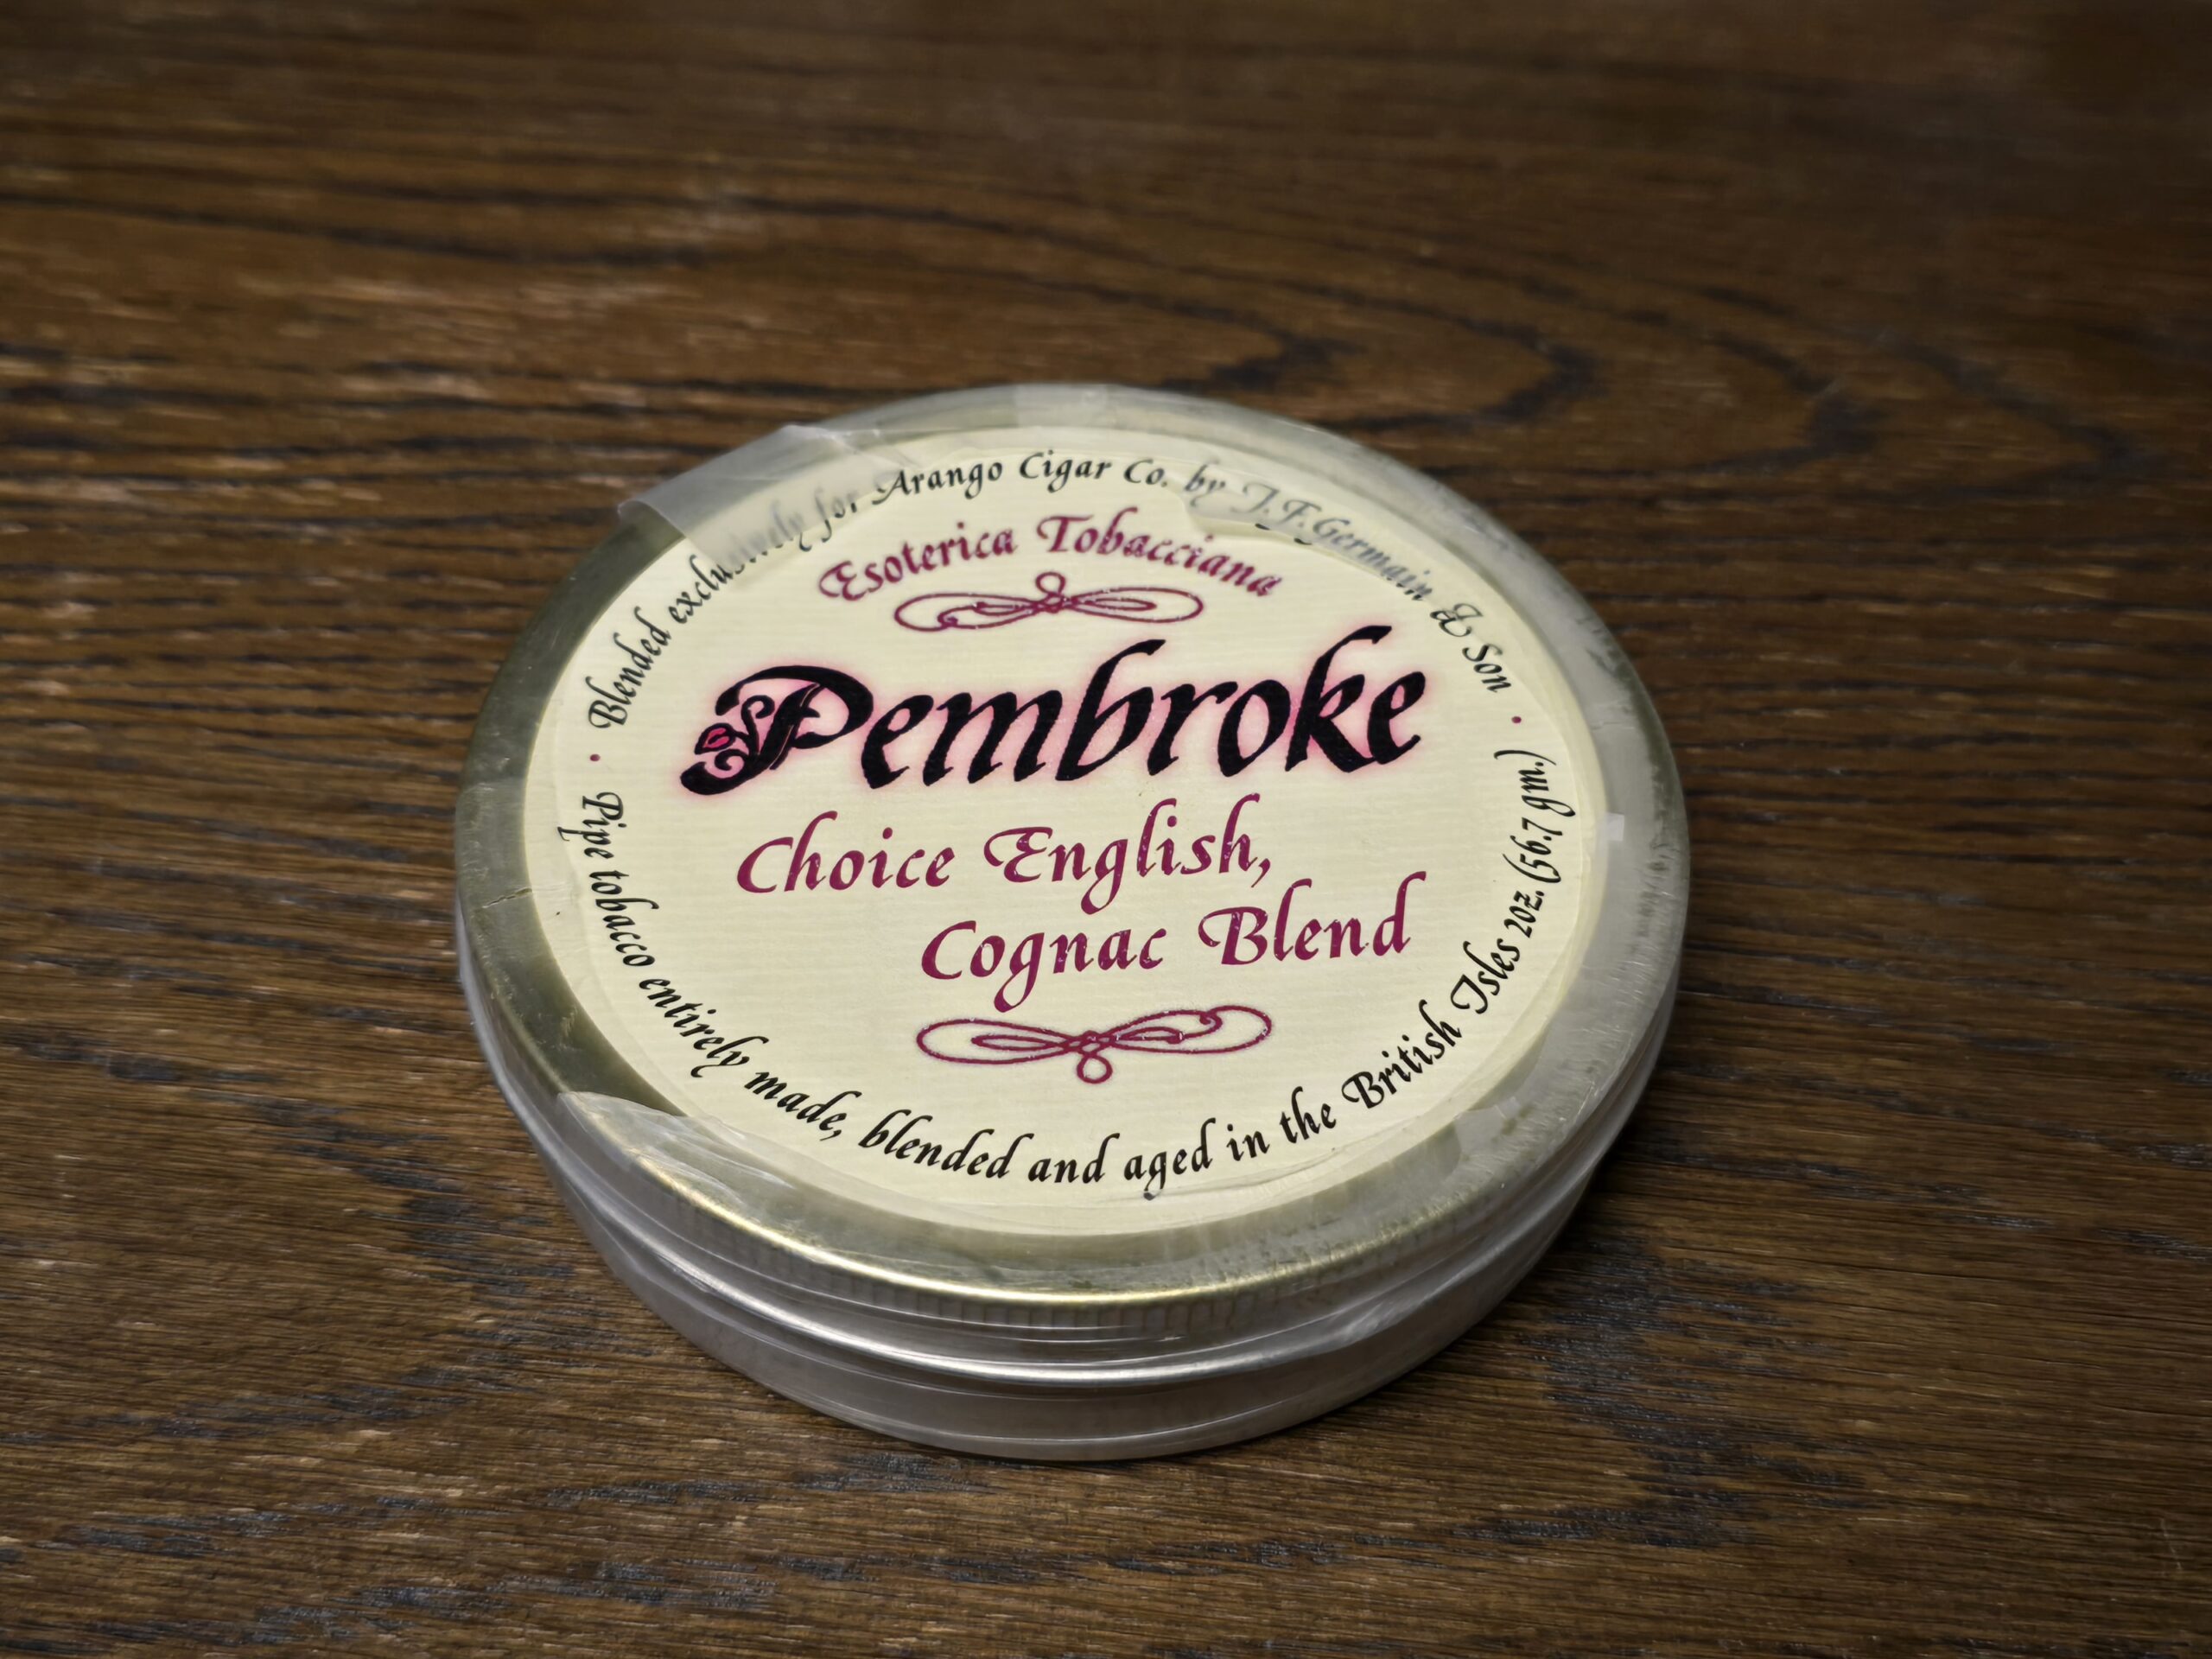 · Blended exclusively for Arango Cigar Co. by J.F.Germain & Son ·
Esoterica Tobacciana
Pembroke
Choice English,
Cognac Blend
Pipe tobacco entirely made, blended and aged in the British Isles 2oz. (56.7 gm.)